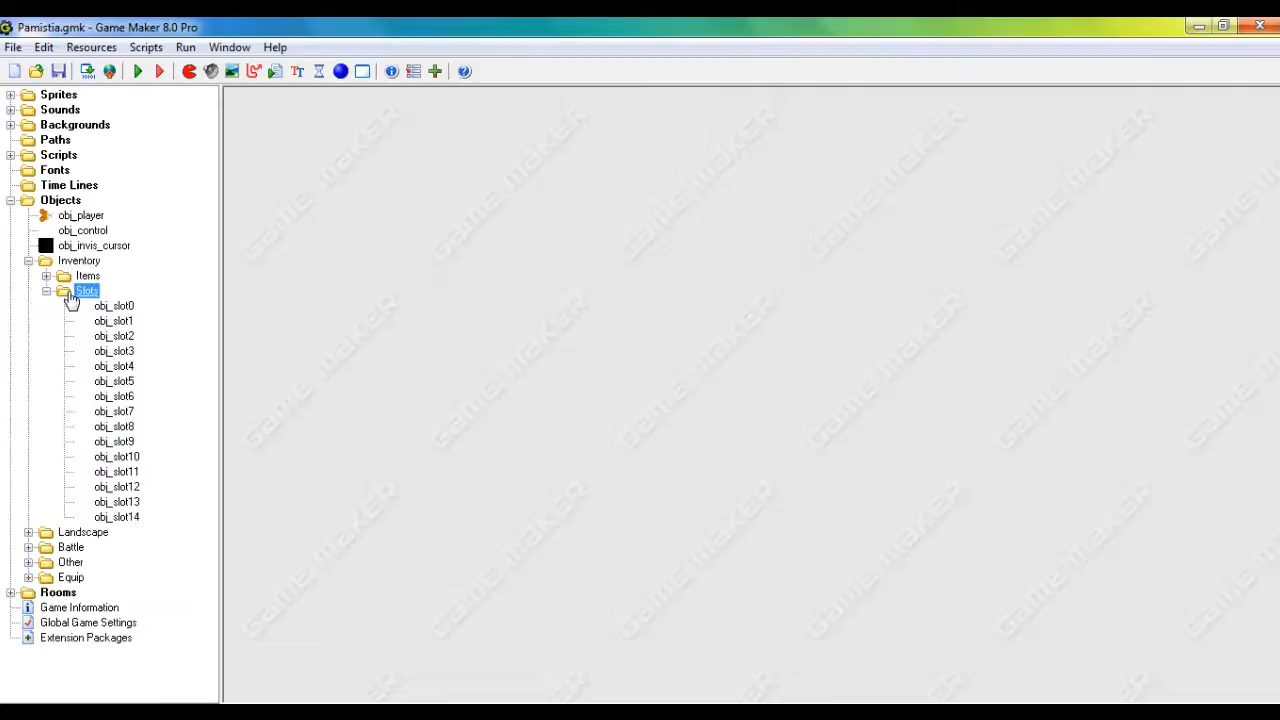 Pamistia.gmk - Game Maker 8.0 Pro
File Edit Resources Scripts Run Window Help
Sprites
Sounds
Backgrounds
Paths
Scripts
Fonts
Time Lines
Objects
obj_player
obj_control
obj_invis_cursor
Inventory
Items
Slots
obj_slot0
obj_slot1
obj_slot2
obj_slot3
obj_slot4
obj_slot5
obj_slot6
obj_slot7
obj_slot8
obj_slot9
obj_slot10
obj_slot11
obj_slot12
obj_slot13
obj_slot14
Landscape
Battle
Other
Equip
Rooms
Game Information
Global Game Settings
Extension Packages
GAME MAKER